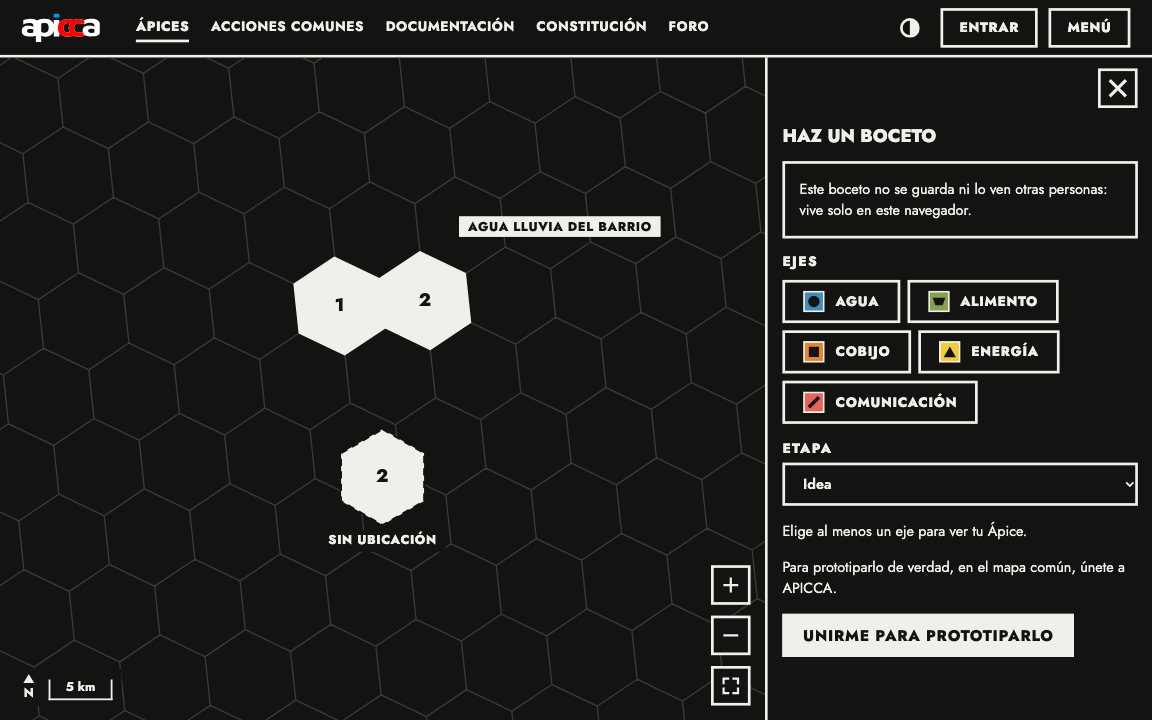 apicca
ÁPICES
ACCIONES COMUNES
DOCUMENTACIÓN
CONSTITUCIÓN
FORO
ENTRAR
MENÚ
AGUA LLUVIA DEL BARRIO
1
2
2
SIN UBICACIÓN
N
5 km
HAZ UN BOCETO
Este boceto no se guarda ni lo ven otras personas:
vive solo en este navegador.
EJES
AGUA
ALIMENTO
COBIJO
ENERGÍA
COMUNICACIÓN
ETAPA
Idea
Elige al menos un eje para ver tu Ápice.
Para prototiparlo de verdad, en el mapa común, únete a
APICCA.
UNIRME PARA PROTOTIPARLO